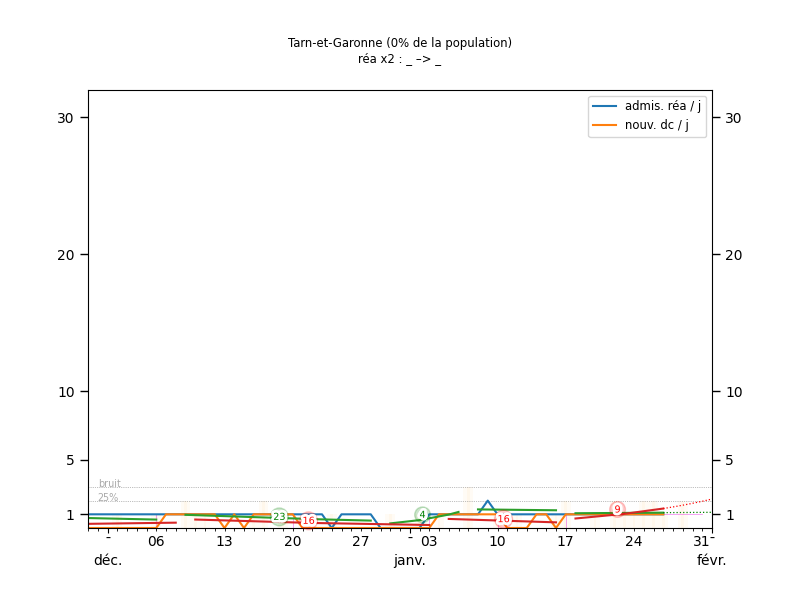 Tarn-et-Garonne (0% de la population)
réa x2 : _ –> _
admis. réa / j
nouv. dc / j
30 30
20 20
10 10
5 5
bruit
25%
1 1
23 16 4 16 9
- 06 13 20 27 - 03 10 17 24 31-
déc. janv. févr.